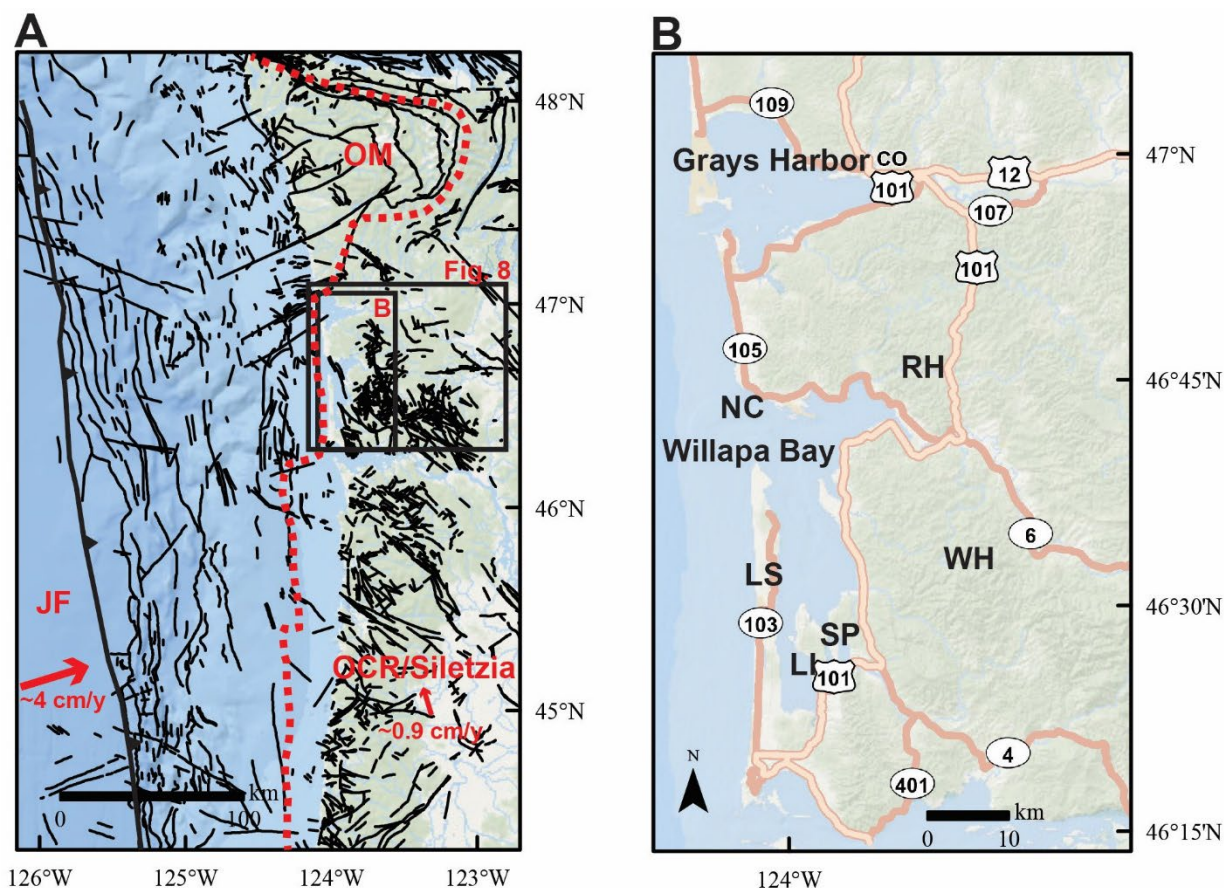 A
48°N
OM
Fig. 8
47°N
B
46°N
JF
~4 cm/y
OCR/Siletzia
~0.9 cm/y
45°N
km
0
100
126°W
125°W
124°W
123°W
B
109
Grays Harbor
CO
101
12
107
47°N
101
105
RH
NC
46°45'N
Willapa Bay
6
WH
LS
46°30'N
103
SP
LI
101
N
4
401
km
0
10
46°15'N
124°W